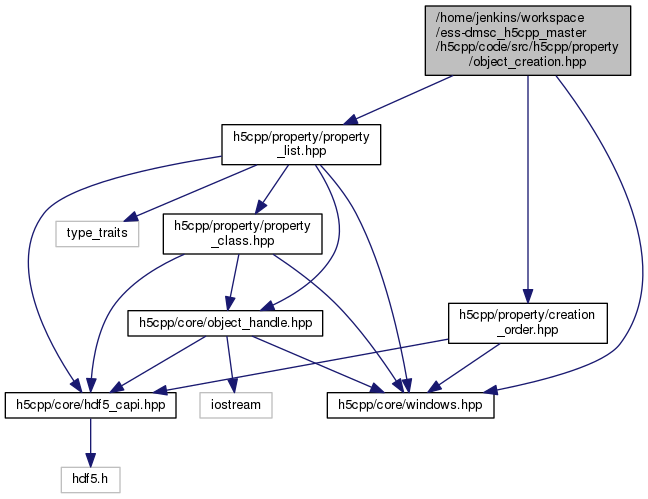 /home/jenkins/workspace
/ess-dmsc_h5cpp_master
/h5cpp/code/src/h5cpp/property
/object_creation.hpp
h5cpp/property/property
_list.hpp
type_traits
h5cpp/property/property
_class.hpp
h5cpp/core/object_handle.hpp
h5cpp/property/creation
_order.hpp
h5cpp/core/hdf5_capi.hpp
iostream
h5cpp/core/windows.hpp
hdf5.h